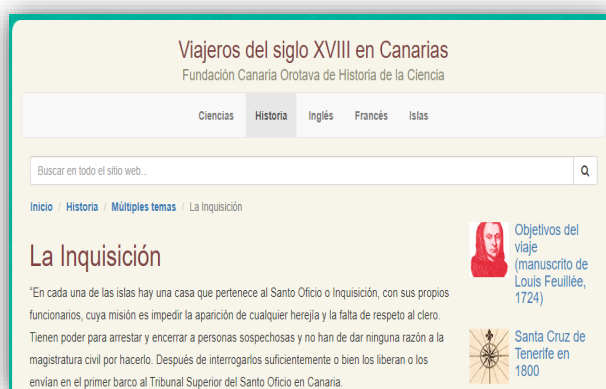 Viajeros del siglo XVIII en Canarias
Fundación Canaria Orotava de Historia de la Ciencia
Ciencias Historia Inglés Francés Islas
Buscar en todo el sitio web...
Inicio / Historia / Múltiples temas / La Inquisición
La Inquisición
"En cada una de las islas hay una casa que pertenece al Santo Oficio o Inquisición, con sus propios
funcionarios, cuya misión es impedir la aparición de cualquier herejía y la falta de respeto al clero.
Tienen poder para arrestar y encerrar a personas sospechosas y no han de dar ninguna razón a la
magistratura civil por hacerlo. Después de interrogarlos suficientemente o bien los liberan o los
envían en el primer barco al Tribunal Superior del Santo Oficio en Canaria.
Objetivos del
viaje
(manuscrito de
Louis Feuillée,
1724)
Santa Cruz de
Tenerife en
1800